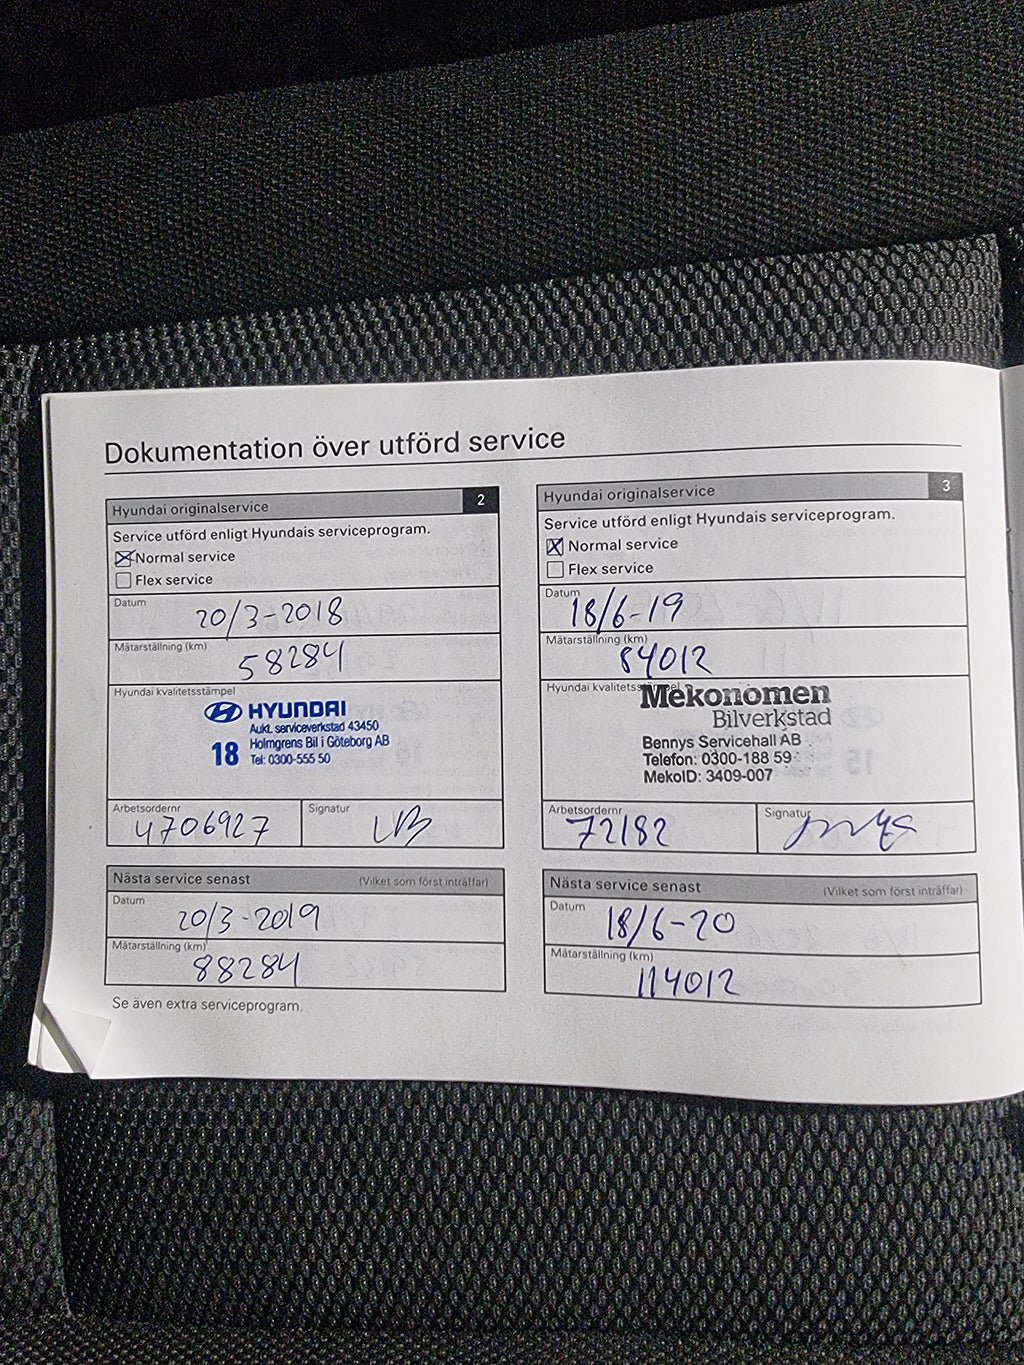 Dokumentation över utförd service
Hyundai originalservice 2
Service utförd enligt Hyundais serviceprogram.
Normal service
Flex service
Datum
20/3-2018
Mätarställning (km)
58284
Hyundai kvalitetsstämpel
HYUNDAI
Aukt. serviceverkstad 43450
18 Holmgrens Bil i Göteborg AB
Tel: 0300-555 50
Arbetsordernr
4706927
Signatur
Nästa service senast (Vilket som först inträffar)
Datum
20/3-2019
Mätarställning (km)
88284
Se även extra serviceprogram.
Hyundai originalservice 3
Service utförd enligt Hyundais serviceprogram.
Normal service
Flex service
Datum
18/6-19
Mätarställning (km)
84012
Hyundai kvalitetsstämpel
Mekonomen
Bilverkstad
Bennys Servicehall AB
Telefon: 0300-188 59
MekoID: 3409-007
Arbetsordernr
72182
Signatur
Nästa service senast (Vilket som först inträffar)
Datum
18/6-20
Mätarställning (km)
114012